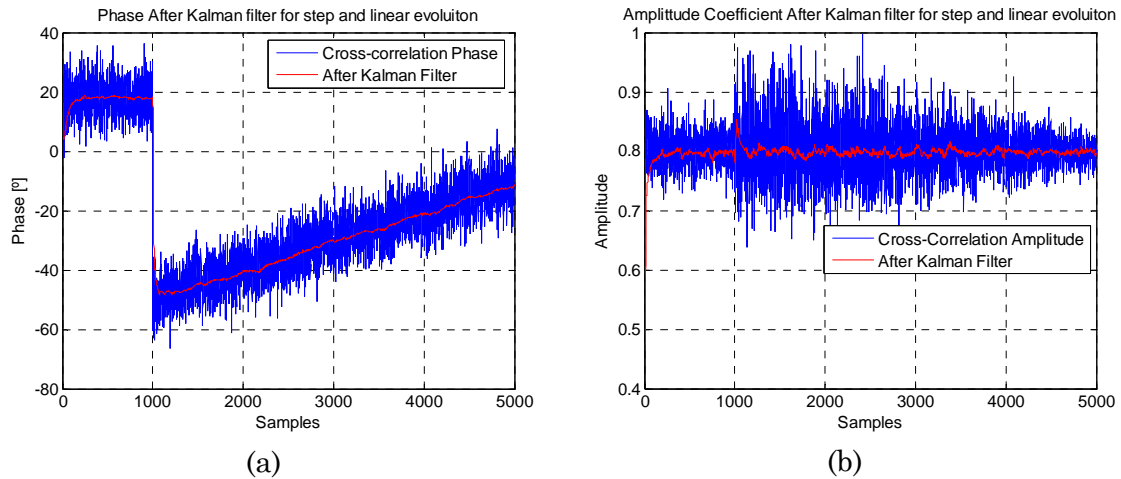 Phase After Kalman filter for step and linear evoluiton
40
20
0
-20
-40
-60
-80
Phase [º]
Cross-correlation Phase
After Kalman Filter
0 1000 2000 3000 4000 5000
Samples
(a)
Amplittude Coefficient After Kalman filter for step and linear evoluiton
1
0.9
0.8
0.7
0.6
0.5
0.4
Amplitude
Cross-Correlation Amplitude
After Kalman Filter
0 1000 2000 3000 4000 5000
Samples
(b)